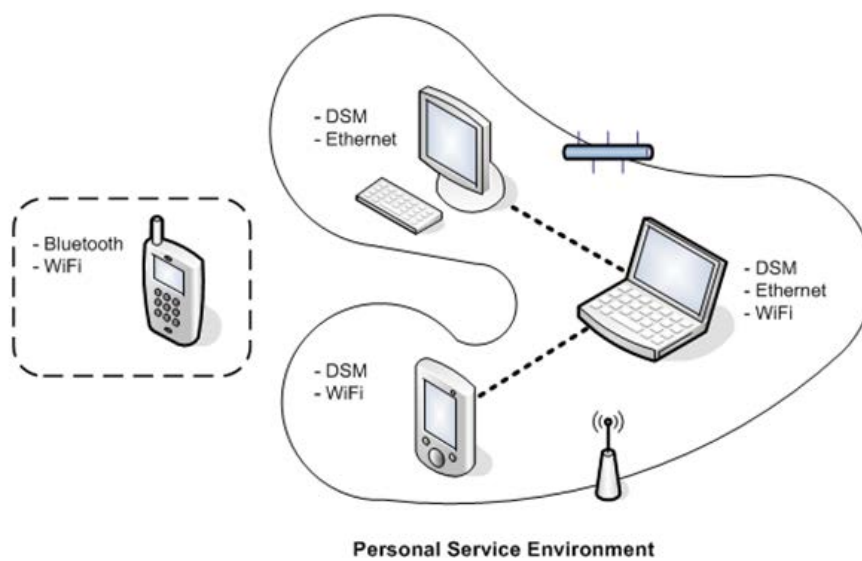 - DSM
- Ethernet
- Bluetooth
- WiFi
- DSM
- Ethernet
- WiFi
- DSM
- WiFi
Personal Service Environment